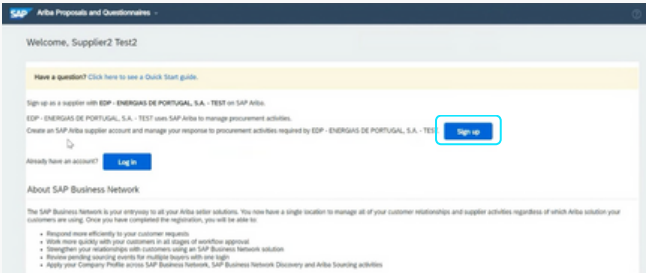 SAP Ariba Proposals and Questionnaires
Welcome, Supplier2 Test2
Have a question? Click here to see a Quick Start guide.
Sign up as a supplier with EDP - ENERGIAS DE PORTUGAL, S.A. - TEST on SAP Ariba.
EDP - ENERGIAS DE PORTUGAL, S.A. - TEST uses SAP Ariba to manage procurement activities.
Create an SAP Ariba supplier account and manage your response to procurement activities required by EDP - ENERGIAS DE PORTUGAL, S.A. - TEST Sign up
Already have an account? Log in
About SAP Business Network
The SAP Business Network is your entryway to all your Ariba seller solutions. You now have a single location to manage all of your customer relationships and supplier activities regardless of which Ariba solution your
customers are using. Once you have completed the registration, you will be able to:
• Respond more efficiently to your customer requests
• Work more quickly with your customers in all stages of workflow approval
• Strengthen your relationships with customers using an SAP Business Network solution
• Review pending sourcing events for multiple buyers with one login
• Apply your Company Profile across SAP Business Network, SAP Business Network Discovery and Ariba Sourcing activities